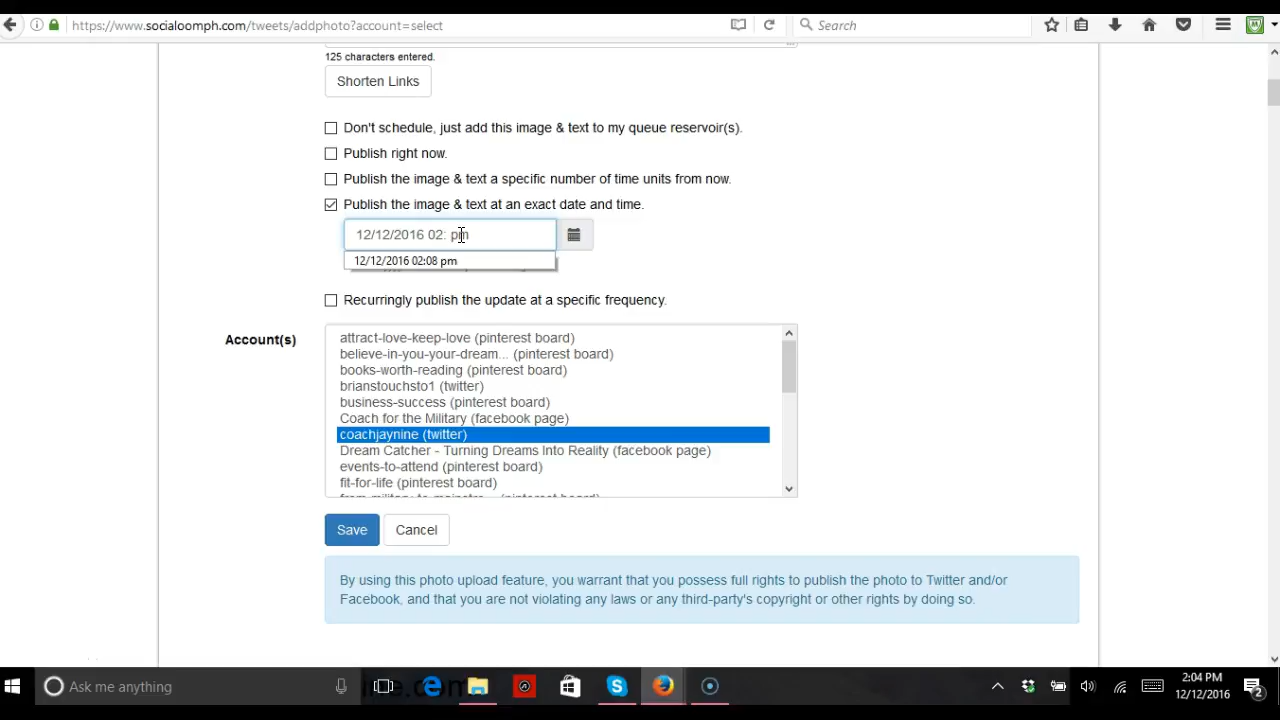 https://www.socialoomph.com/tweets/addphoto?account=select
Search
125 characters entered.
Shorten Links
Don't schedule, just add this image & text to my queue reservoir(s).
Publish right now.
Publish the image & text a specific number of time units from now.
Publish the image & text at an exact date and time.
12/12/2016 02: pm
12/12/2016 02:08 pm
Recurringly publish the update at a specific frequency.
Account(s)
attract-love-keep-love (pinterest board)
believe-in-you-your-dream... (pinterest board)
books-worth-reading (pinterest board)
brianstouchsto1 (twitter)
business-success (pinterest board)
Coach for the Military (facebook page)
coachjaynine (twitter)
Dream Catcher - Turning Dreams Into Reality (facebook page)
events-to-attend (pinterest board)
fit-for-life (pinterest board)
from-military-to-mainstre... (pinterest board)
Save
Cancel
By using this photo upload feature, you warrant that you possess full rights to publish the photo to Twitter and/or
Facebook, and that you are not violating any laws or any third-party's copyright or other rights by doing so.
Ask me anything
2:04 PM
12/12/2016
2